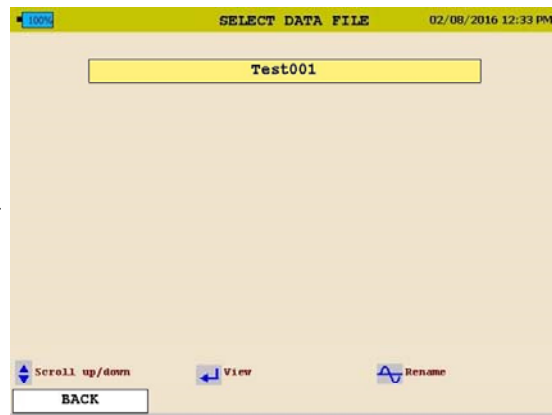 100% SELECT DATA FILE 02/08/2016 12:33 PM
Test001
Scroll up/down View Rename
BACK